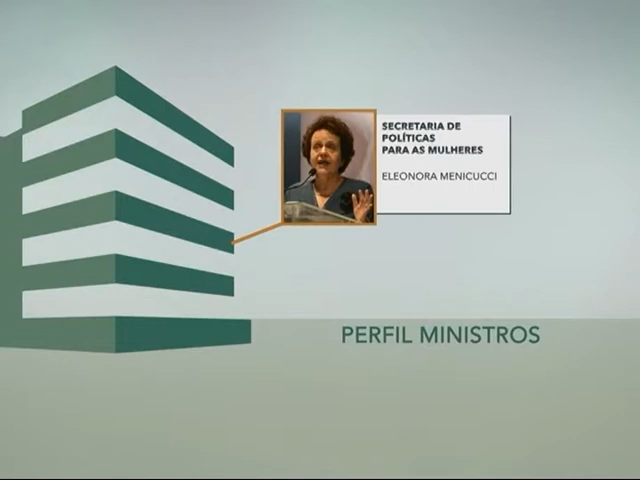 SECRETARIA DE
POLÍTICAS
PARA AS MULHERES
ELEONORA MENICUCCI
PERFIL MINISTROS